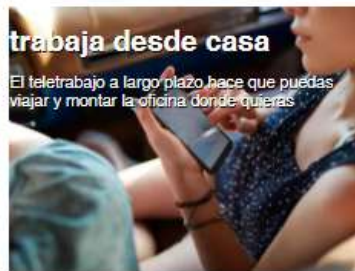 trabaja desde casa
El teletrabajo a largo plazo hace que puedas
viajar y montar la oficina donde quieras